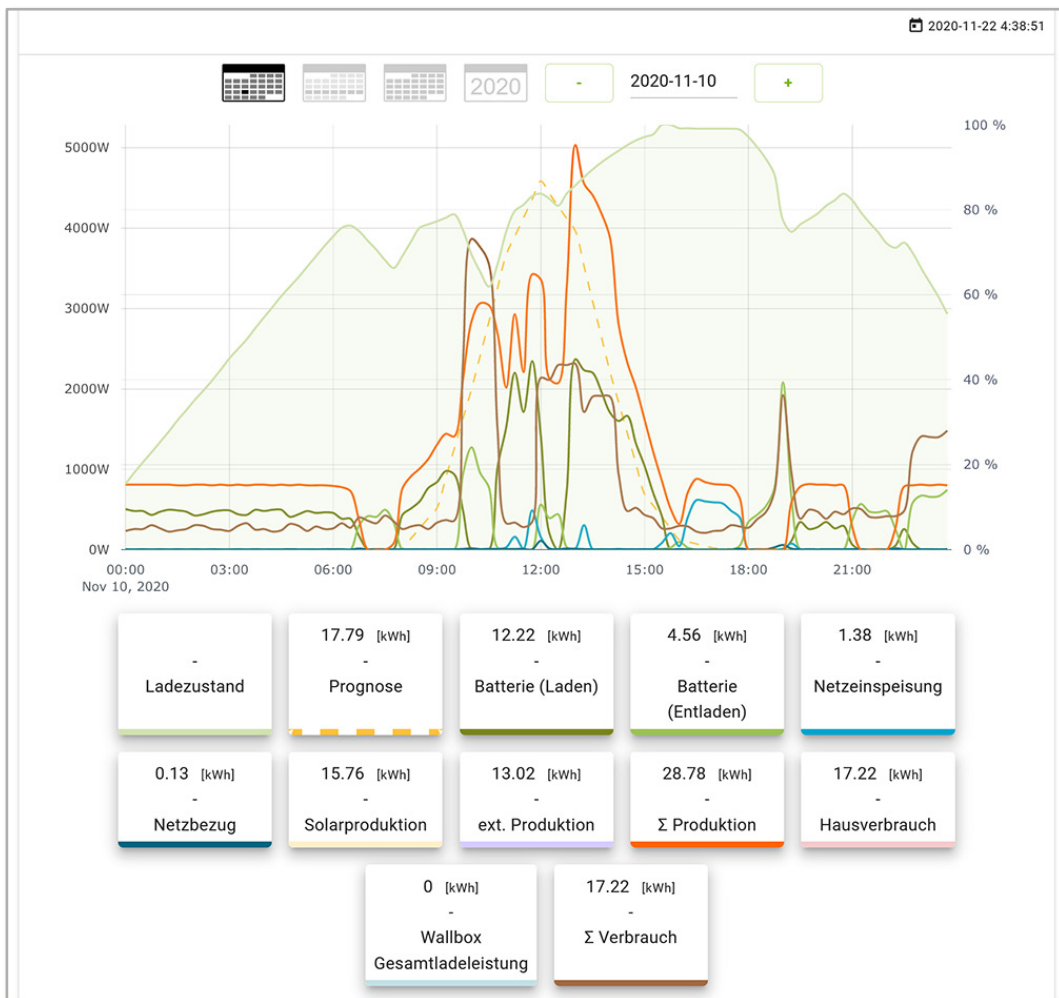 2020-11-22 4:38:51
2020
-
2020-11-10
+
5000W
4000W
3000W
2000W
1000W
0W
100 %
80 %
60 %
40 %
20 %
0 %
00:00 03:00 06:00 09:00 12:00 15:00 18:00 21:00
Nov 10, 2020
-
Ladezustand
17.79 [kWh]
-
Prognose
12.22 [kWh]
-
Batterie (Laden)
4.56 [kWh]
-
Batterie
(Entladen)
1.38 [kWh]
-
Netzeinspeisung
0.13 [kWh]
-
Netzbezug
15.76 [kWh]
-
Solarproduktion
13.02 [kWh]
-
ext. Produktion
28.78 [kWh]
-
Σ Produktion
17.22 [kWh]
-
Hausverbrauch
0 [kWh]
-
Wallbox
Gesamtladeleistung
17.22 [kWh]
-
Σ Verbrauch